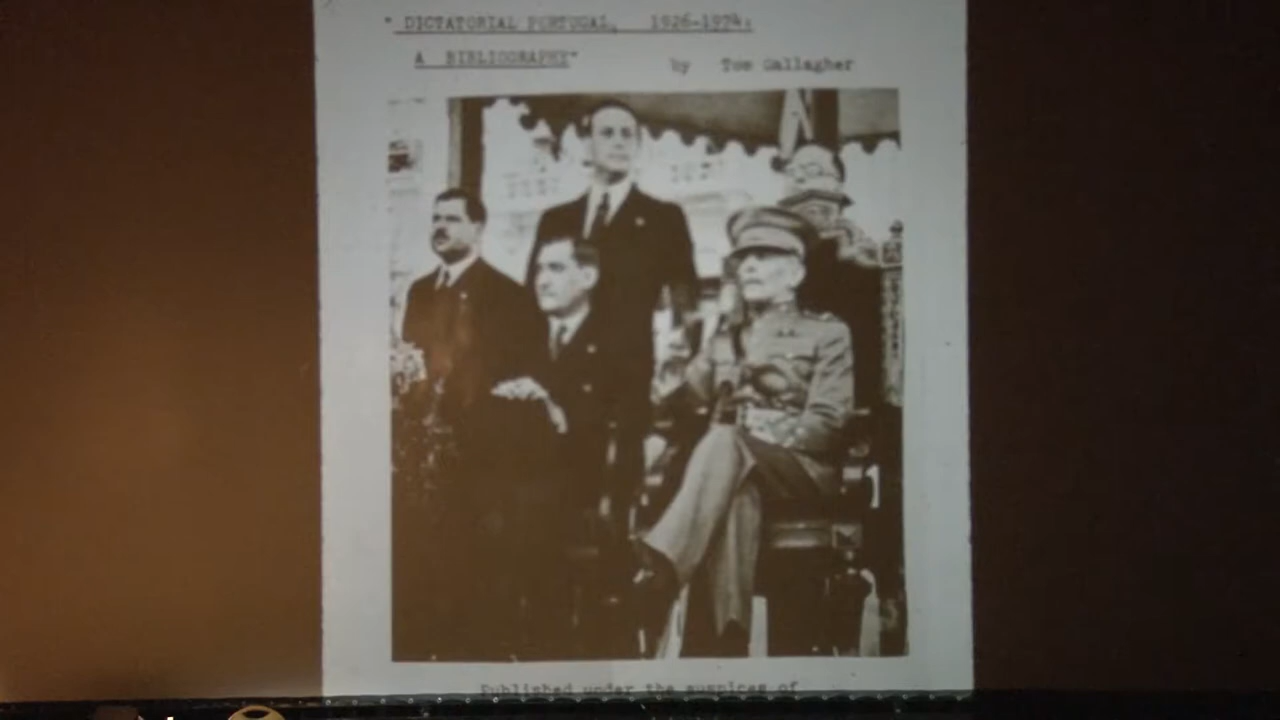 " DICTATORIAL PORTUGAL, 1926-1974:
A BIBLIOGRAPHY"
by Tom Gallagher
Published under the auspices of